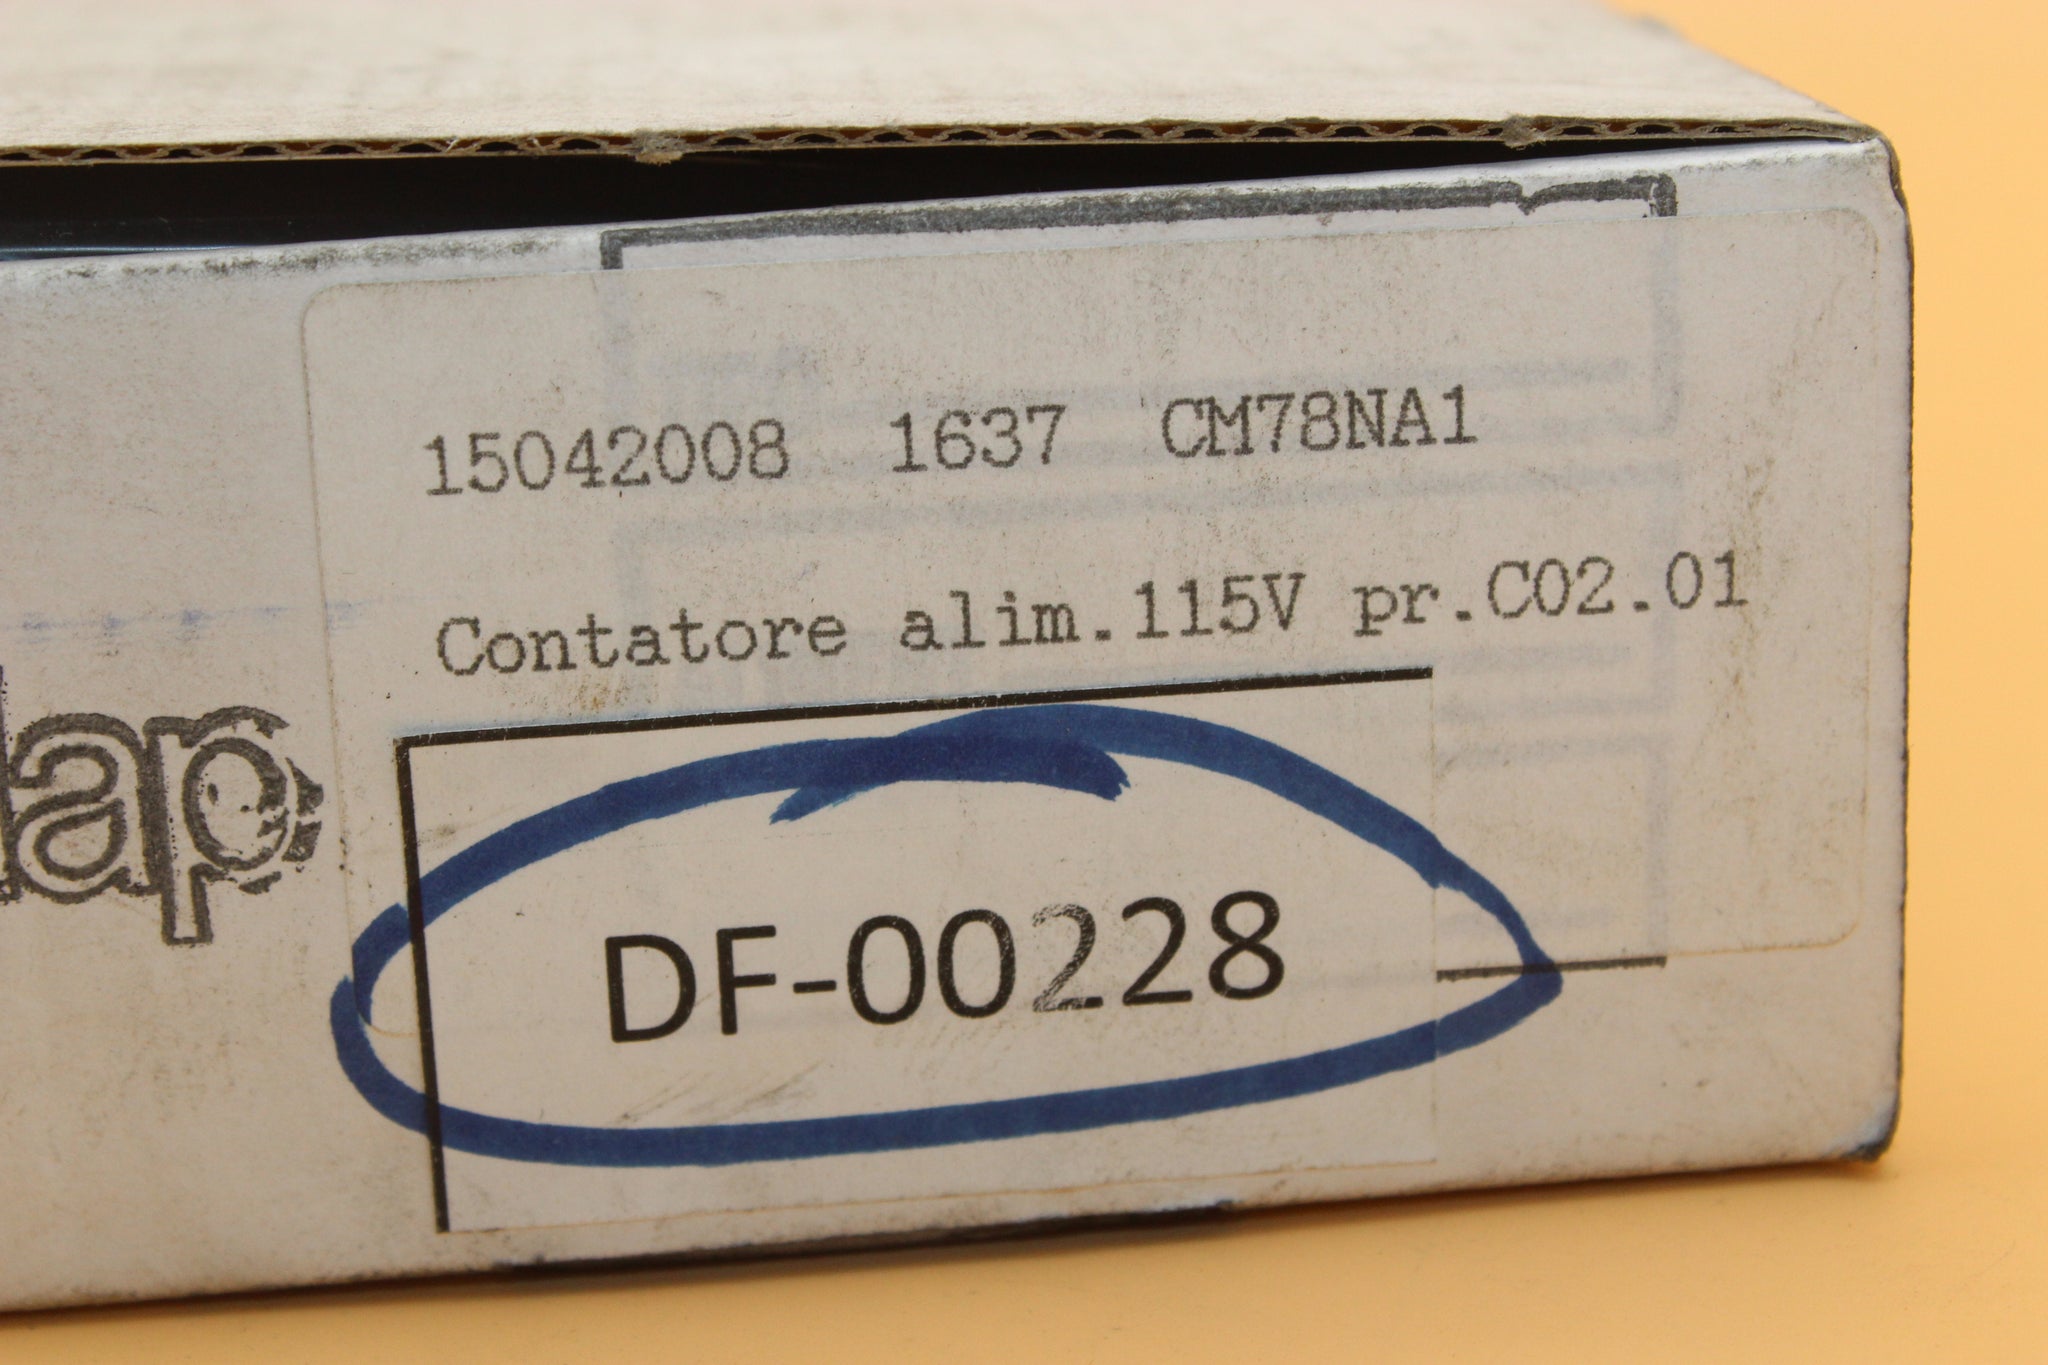 15042008 1637 CM78NA1
Contatore alim.115V pr.C02.01
DF-00228